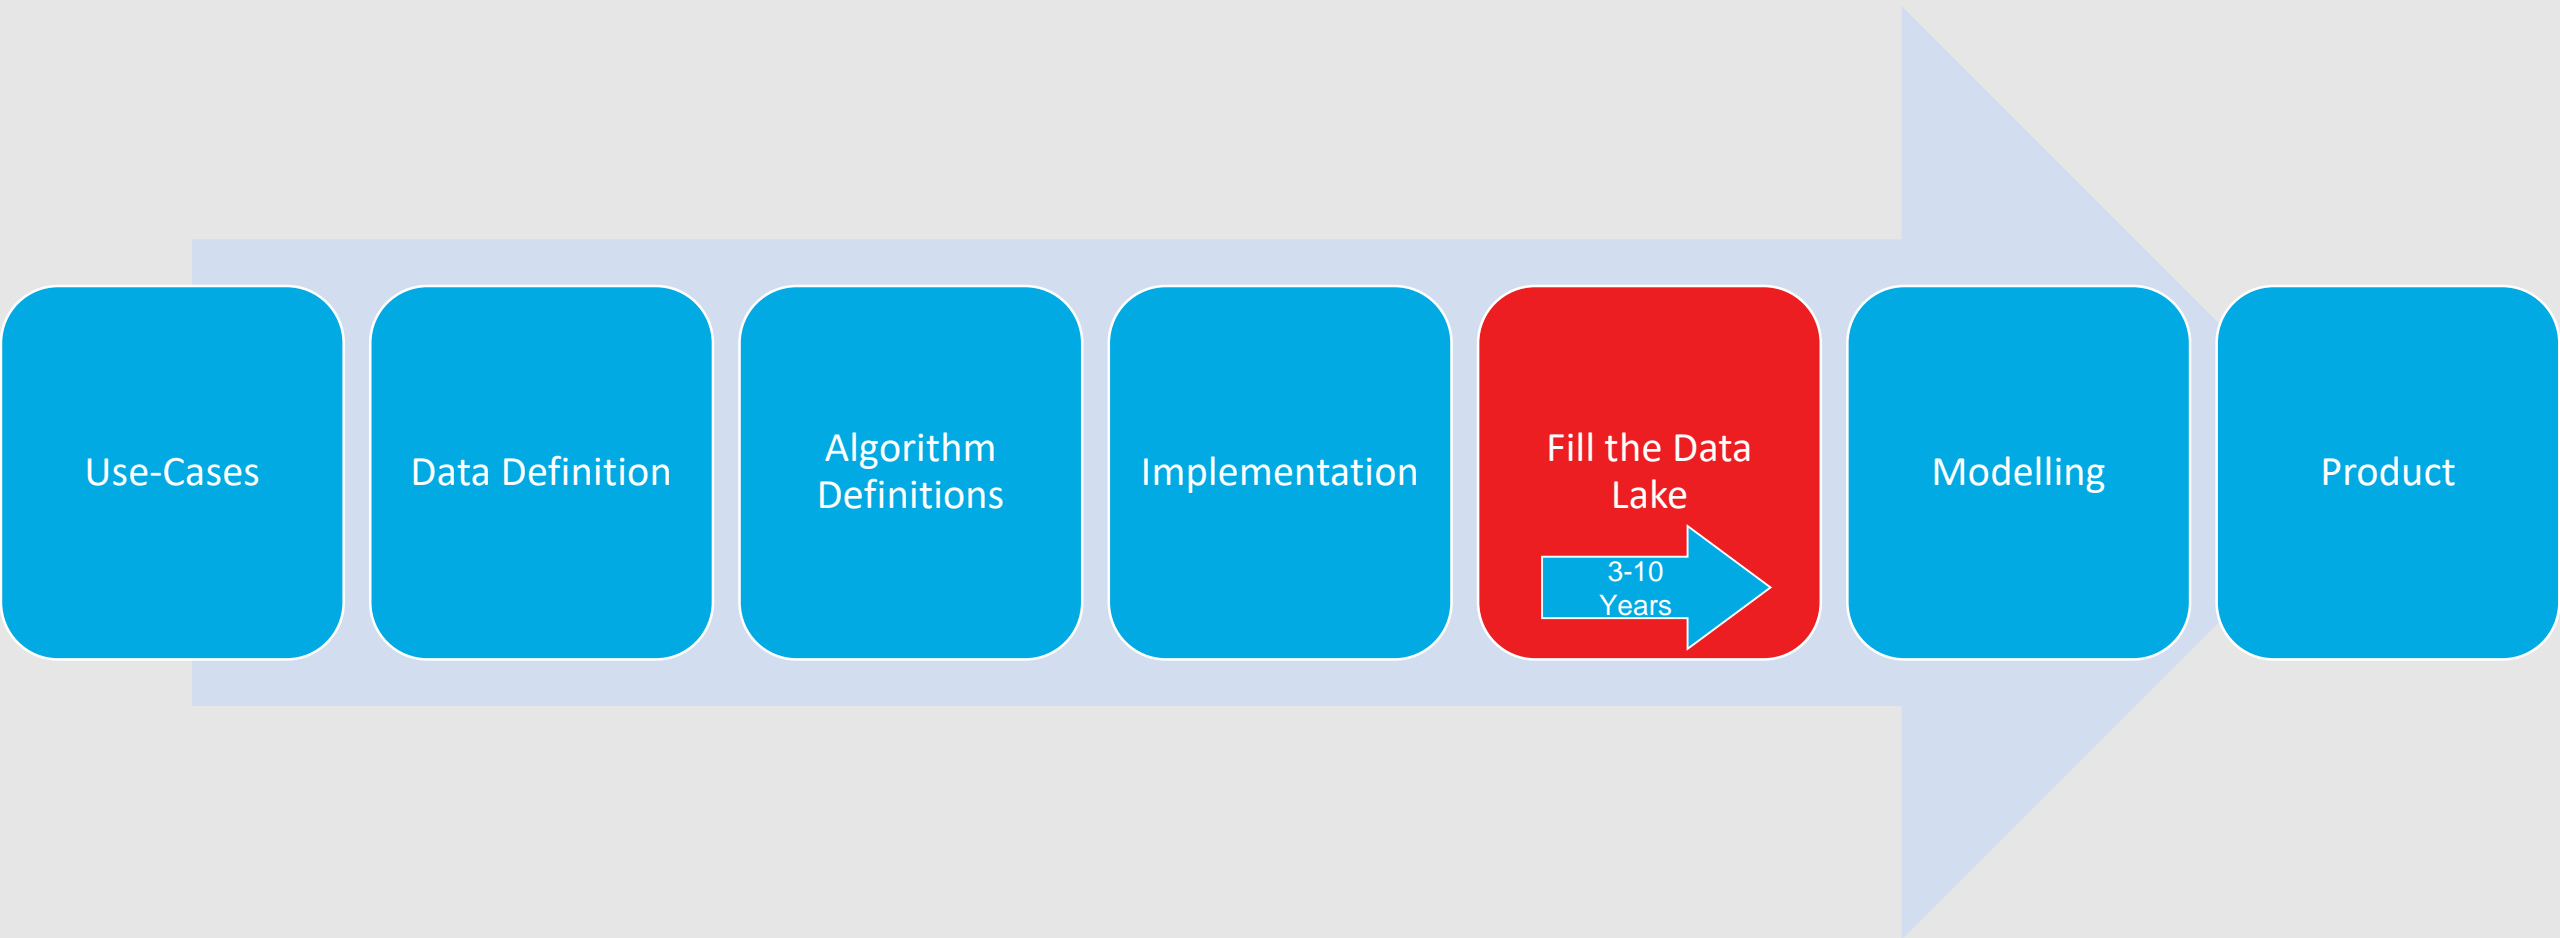 Use-Cases
Data Definition
Algorithm
Definitions
Implementation
Fill the Data
Lake
3-10
Years
Modelling
Product